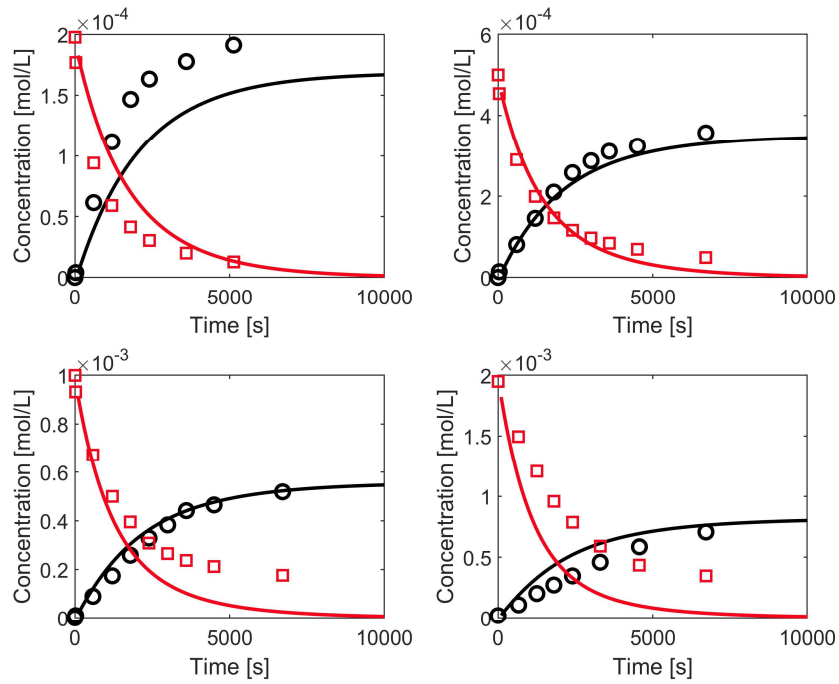 ×10-4
2
1.5
1
0.5
0
Concentration [mol/L]
0 5000 10000
Time [s]
×10-4
6
4
2
0
Concentration [mol/L]
0 5000 10000
Time [s]
×10-3
1
0.8
0.6
0.4
0.2
0
Concentration [mol/L]
0 5000 10000
Time [s]
×10-3
2
1.5
1
0.5
0
Concentration [mol/L]
0 5000 10000
Time [s]